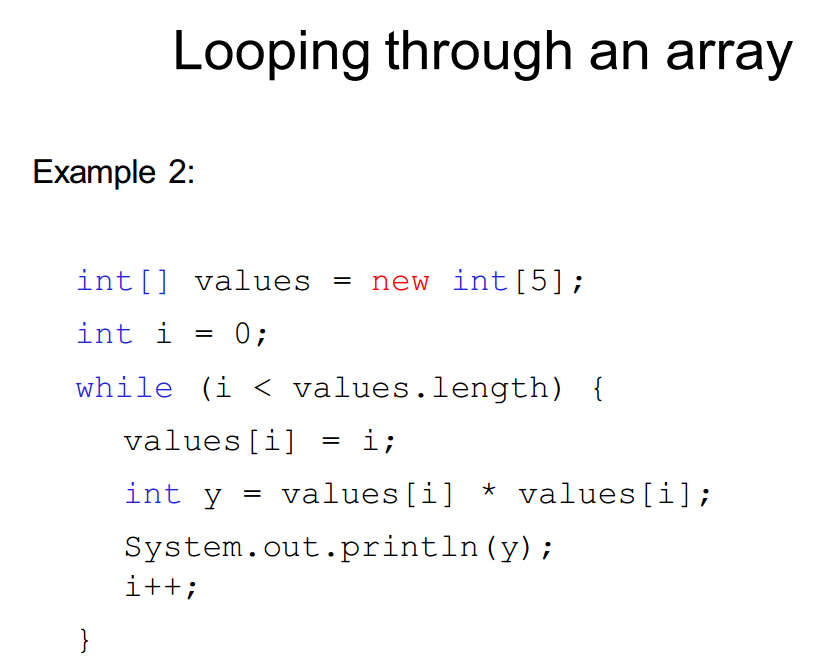 Looping through an array
Example 2:
int[] values = new int[5];
int i = 0;
while (i < values.length) {
values[i] = i;
int y = values[i] * values[i];
System.out.println(y);
i++;
}